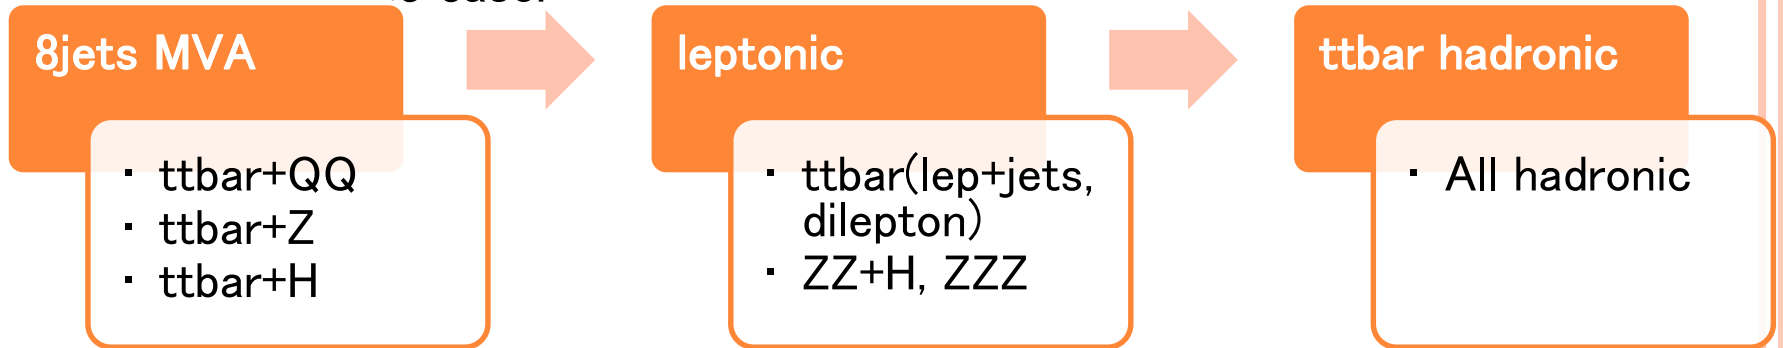 8jets MVA
・ ttbar+QQ
・ ttbar+Z
・ ttbar+H
leptonic
・ ttbar(lep+jets,
dilepton)
・ ZZ+H, ZZZ
ttbar hadronic
・ All hadronic